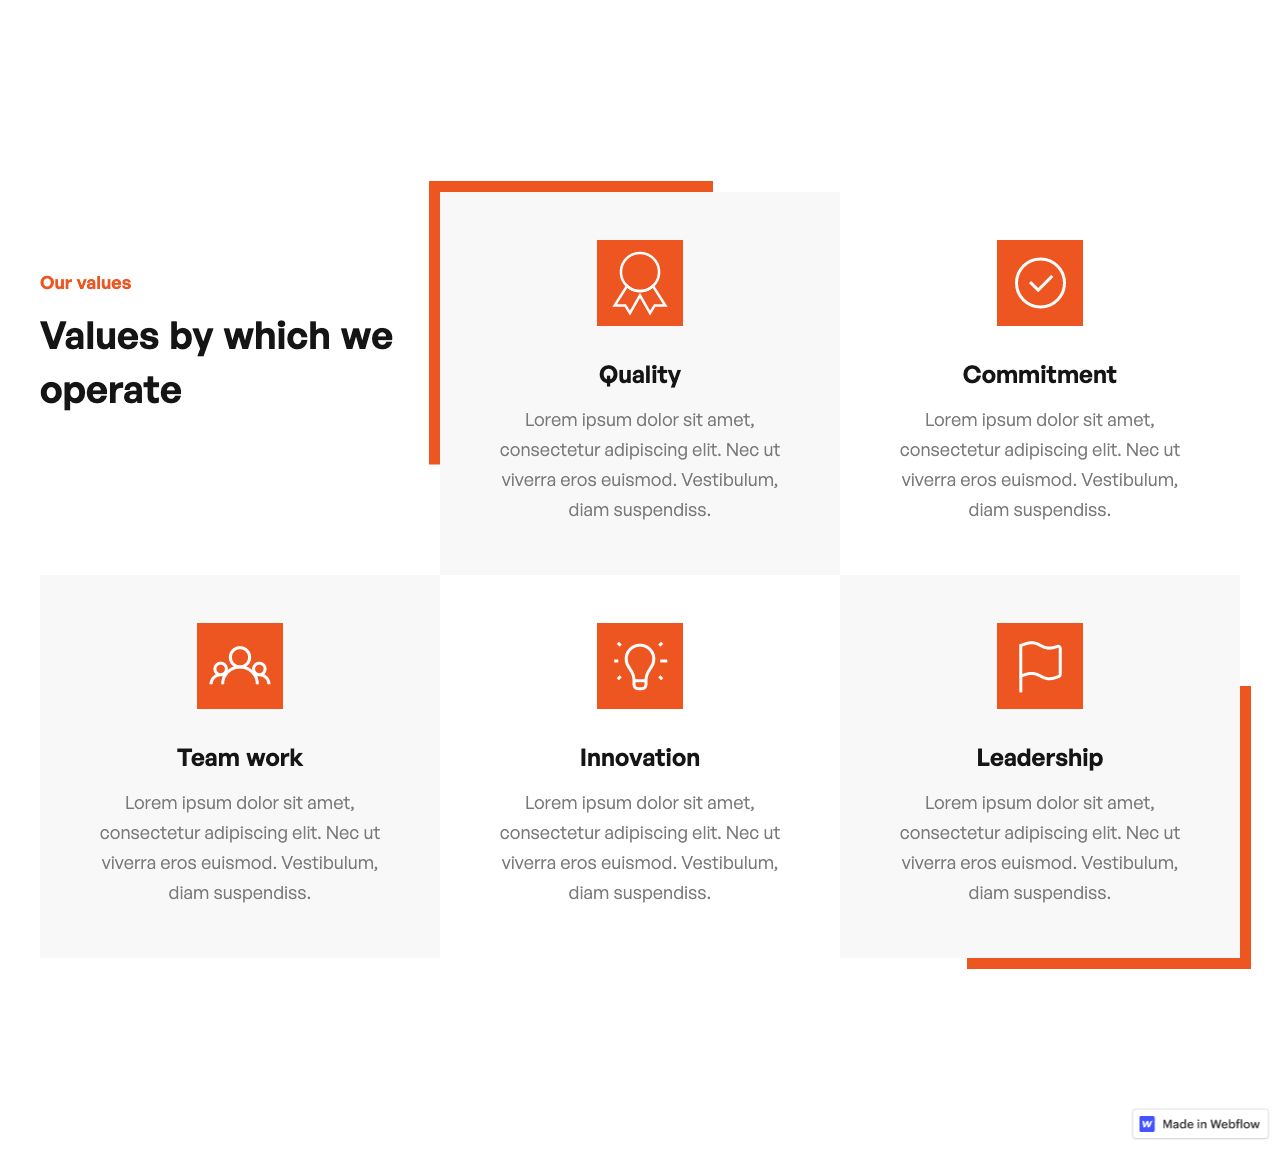 Our values
Values by which we
operate
Quality
Lorem ipsum dolor sit amet,
consectetur adipiscing elit. Nec ut
viverra eros euismod. Vestibulum,
diam suspendiss.
Commitment
Lorem ipsum dolor sit amet,
consectetur adipiscing elit. Nec ut
viverra eros euismod. Vestibulum,
diam suspendiss.
Team work
Lorem ipsum dolor sit amet,
consectetur adipiscing elit. Nec ut
viverra eros euismod. Vestibulum,
diam suspendiss.
Innovation
Lorem ipsum dolor sit amet,
consectetur adipiscing elit. Nec ut
viverra eros euismod. Vestibulum,
diam suspendiss.
Leadership
Lorem ipsum dolor sit amet,
consectetur adipiscing elit. Nec ut
viverra eros euismod. Vestibulum,
diam suspendiss.
Made in Webflow